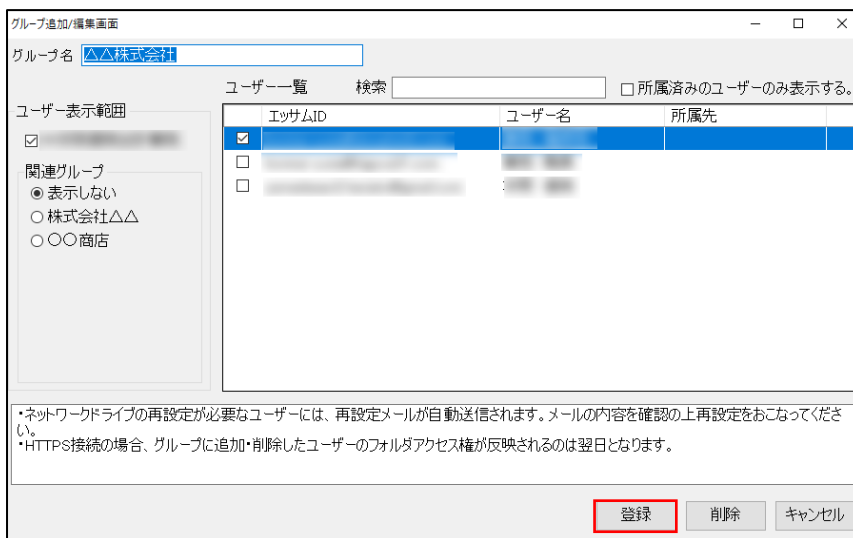 グループ追加/編集画面
グループ名 △△株式会社
ユーザー一覧 検索 所属済みのユーザーのみ表示する。
ユーザー表示範囲
エッサムID ユーザー名 所属先
関連グループ
表示しない
株式会社△△
〇〇商店
・ネットワークドライブの再設定が必要なユーザーには、再設定メールが自動送信されます。メールの内容を確認の上再設定をおこなってくださ
い。
・HTTPS接続の場合、グループに追加・削除したユーザーのフォルダアクセス権が反映されるのは翌日となります。
登録 削除 キャンセル